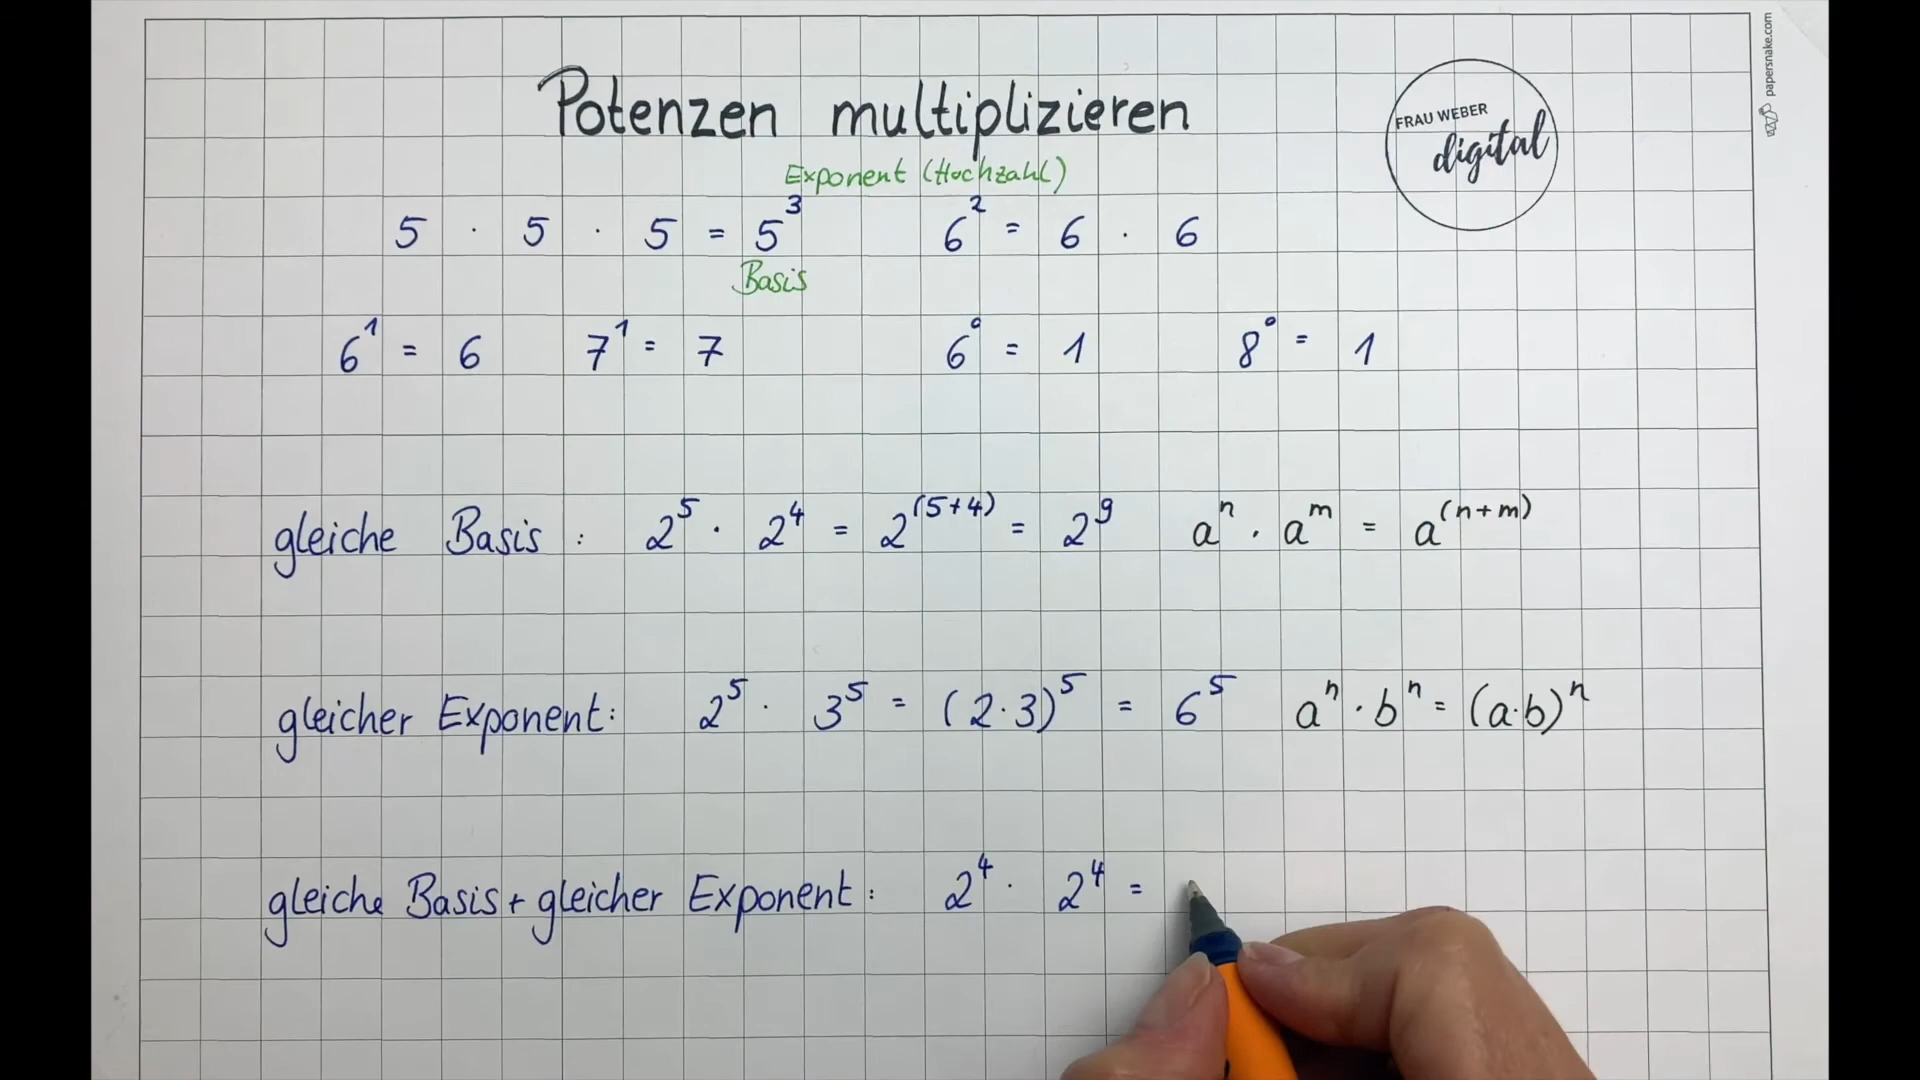 Potenzen multiplizieren
FRAU WEBER
digital
papersnake.com
Exponent (Hochzahl)
5 · 5 · 5 = 5³ 6² = 6 · 6
Basis
6¹ = 6 7¹ = 7 6⁰ = 1 8⁰ = 1
gleiche Basis : 2⁵ · 2⁴ = 2⁽⁵⁺⁴⁾ = 2⁹ aⁿ · aᵐ = a⁽ⁿ⁺ᵐ⁾
gleicher Exponent: 2⁵ · 3⁵ = (2·3)⁵ = 6⁵ aⁿ · bⁿ = (a·b)ⁿ
gleiche Basis + gleicher Exponent : 2⁴ · 2⁴ =